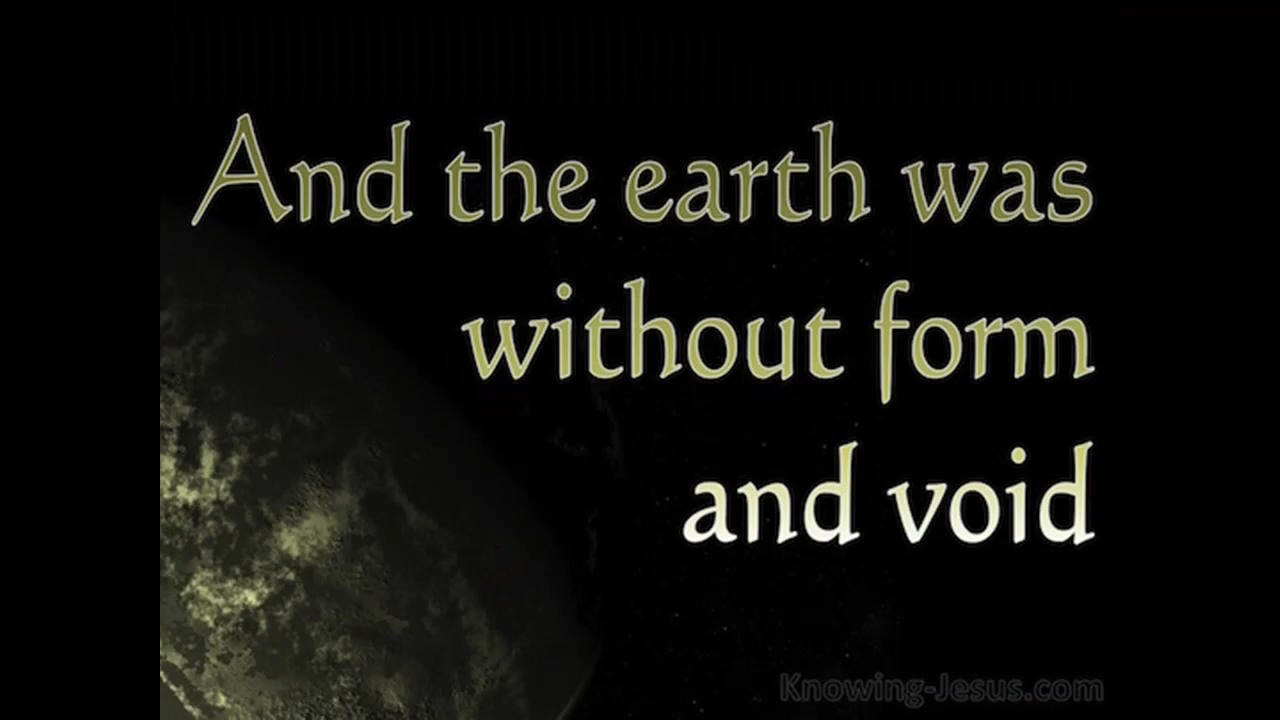 And the earth was
without form
and void
Knowing-Jesus.com